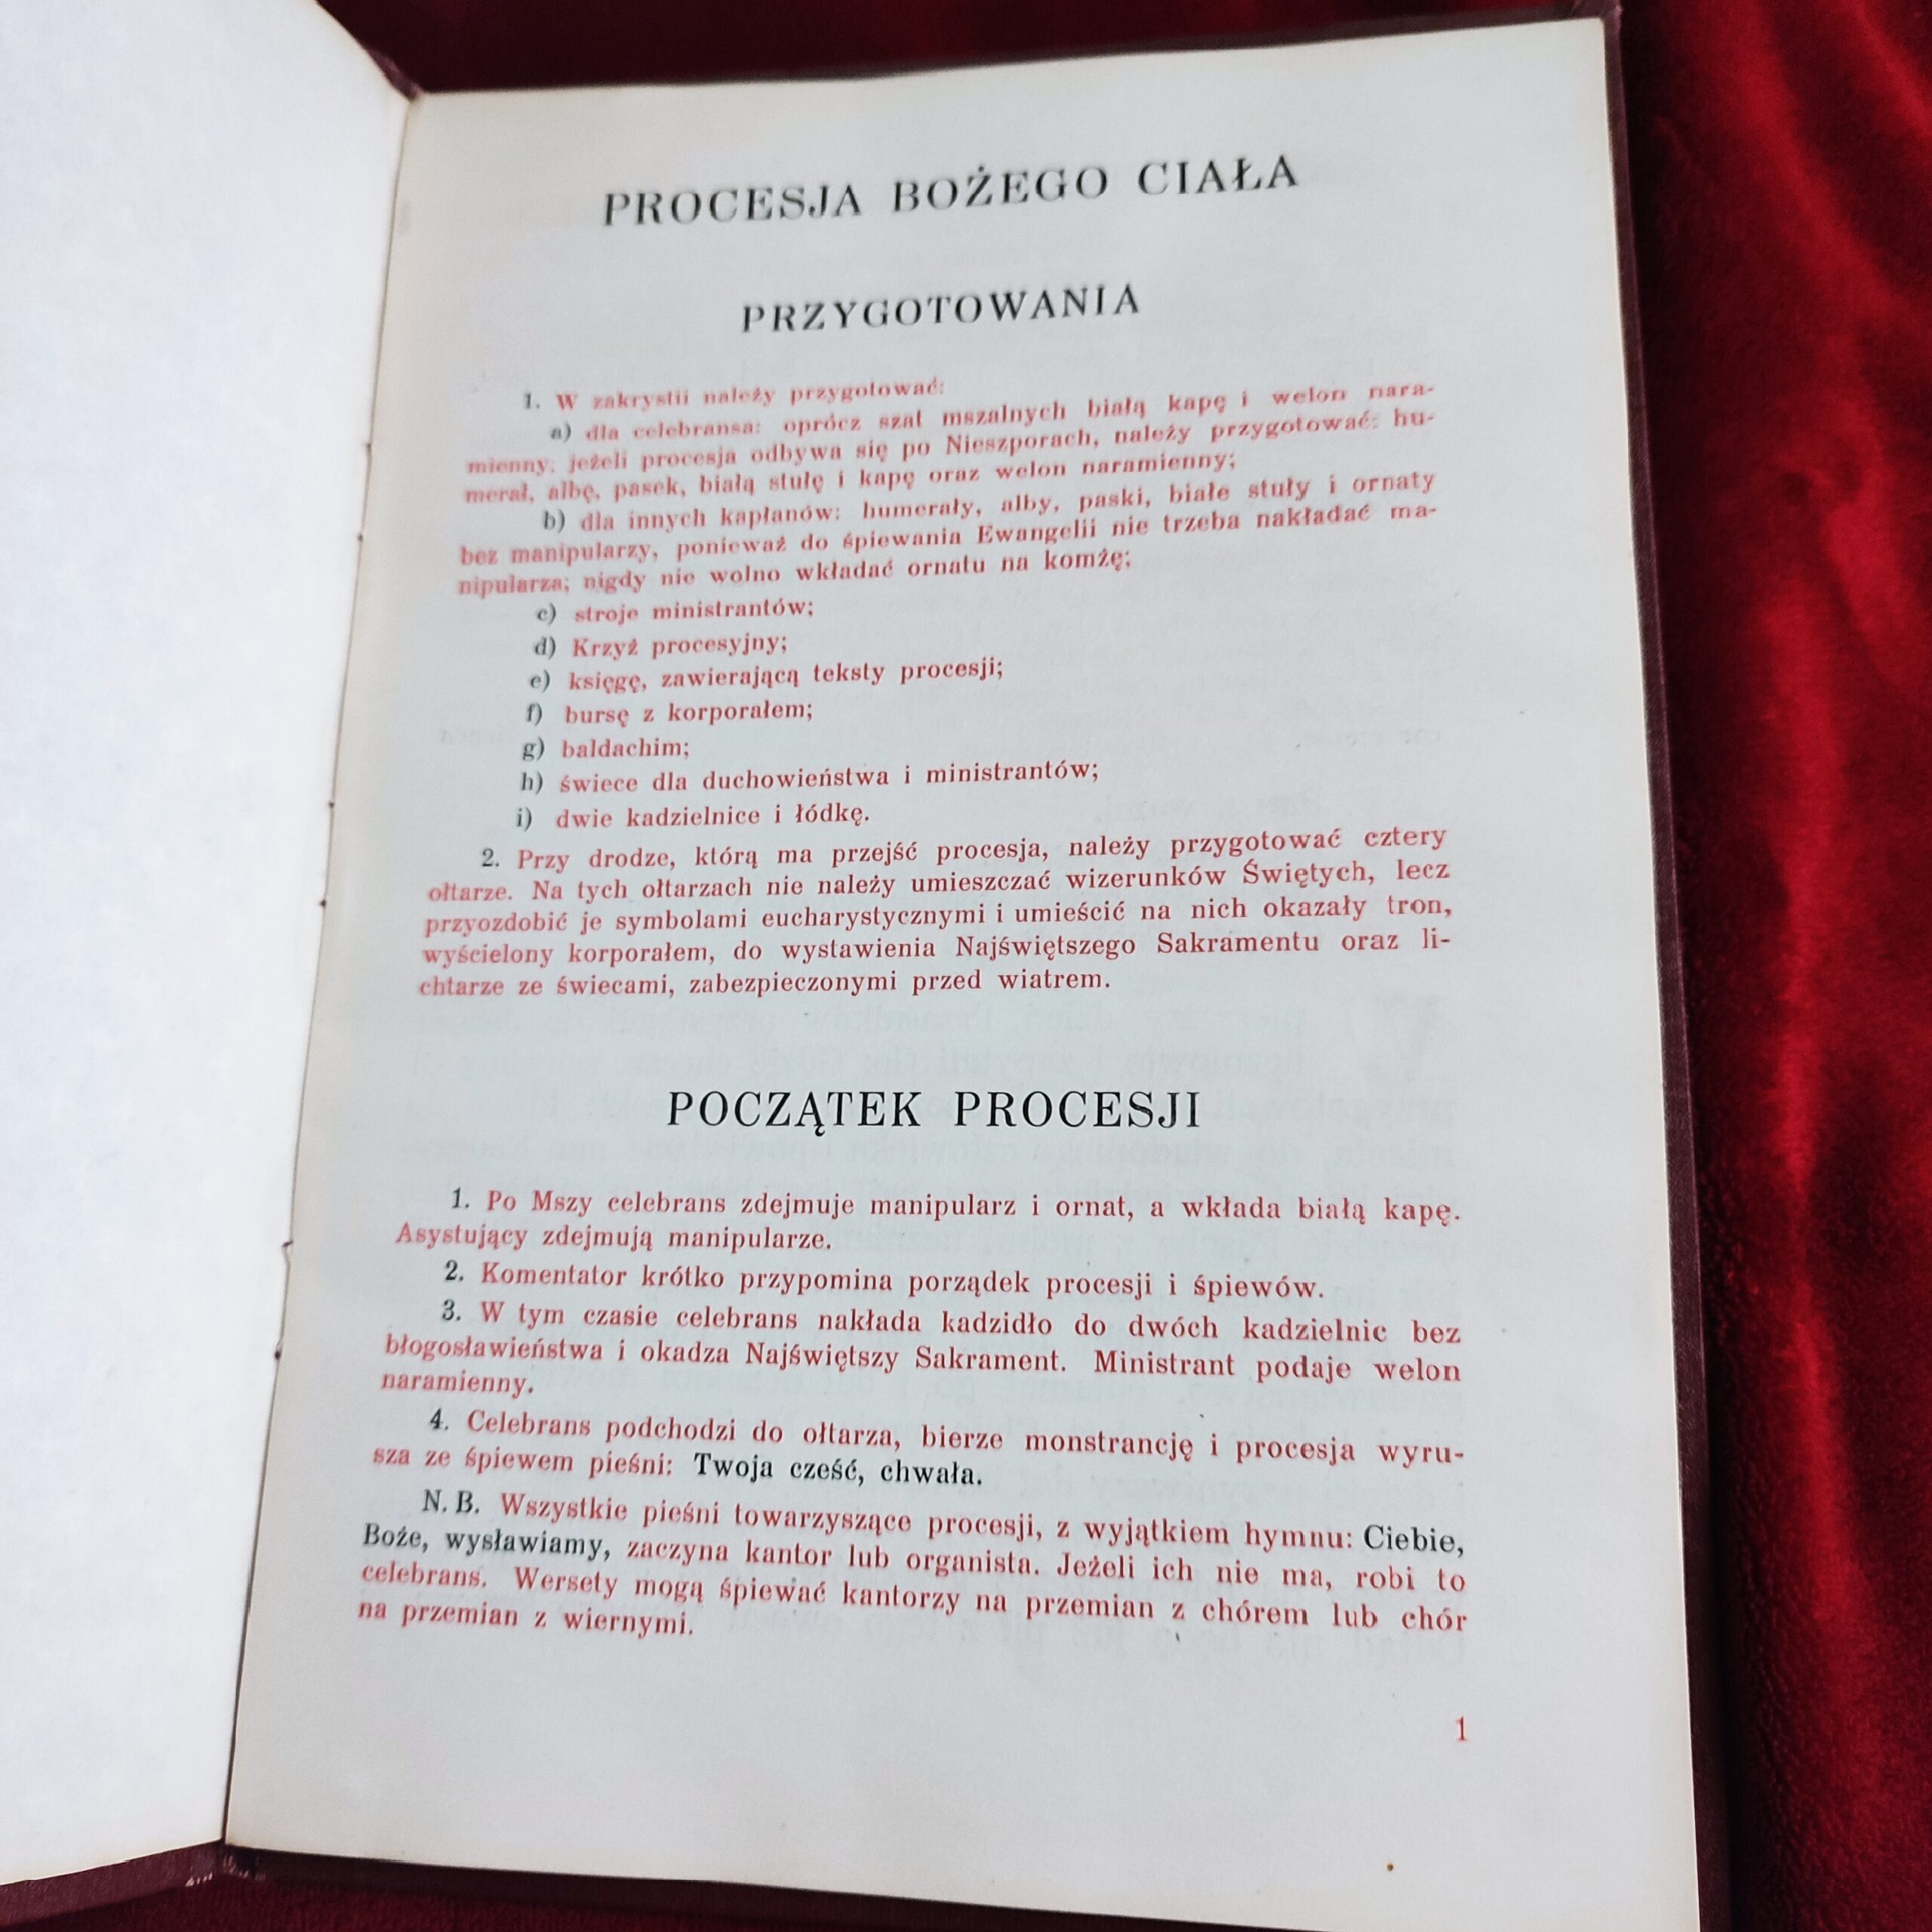 PROCESJA BOŻEGO CIAŁA
PRZYGOTOWANIA
1. W zakrystii należy przygotować:
a) dla celebransa: oprócz szat mszalnych białą kapę i welon nara-
mienny; jeżeli procesja odbywa się po Nieszporach, należy przygotować: hu-
merał, albę, pasek, białą stułę i kapę oraz welon naramienny;
b) dla innych kapłanów: humerały, alby, paski, białe stuły i ornaty
bez manipularzy, ponieważ do śpiewania Ewangelii nie trzeba nakładać ma-
nipularza; nigdy nie wolno wkładać ornatu na komżę;
c) stroje ministrantów;
d) Krzyż procesyjny;
e) księgę, zawierającą teksty procesji;
f) bursę z korporałem;
g) baldachim;
h) świece dla duchowieństwa i ministrantów;
i) dwie kadzielnice i łódkę.
2. Przy drodze, którą ma przejść procesja, należy przygotować cztery
ołtarze. Na tych ołtarzach nie należy umieszczać wizerunków Świętych, lecz
przyozdobić je symbolami eucharystycznymi i umieścić na nich okazały tron,
wyścielony korporałem, do wystawienia Najświętszego Sakramentu oraz li-
chtarze ze świecami, zabezpieczonymi przed wiatrem.
POCZĄTEK PROCESJI
1. Po Mszy celebrans zdejmuje manipularz i ornat, a wkłada białą kapę.
Asystujący zdejmują manipularze.
2. Komentator krótko przypomina porządek procesji i śpiewów.
3. W tym czasie celebrans nakłada kadzidło do dwóch kadzielnic bez
błogosławieństwa i okadza Najświętszy Sakrament. Ministrant podaje welon
naramienny.
4. Celebrans podchodzi do ołtarza, bierze monstrancję i procesja wyru-
sza ze śpiewem pieśni: Twoja cześć, chwała.
N. B. Wszystkie pieśni towarzyszące procesji, z wyjątkiem hymnu: Ciebie,
Boże, wysławiamy, zaczyna kantor lub organista. Jeżeli ich nie ma, robi to
celebrans. Wersety mogą śpiewać kantorzy na przemian z chórem lub chór
na przemian z wiernymi.
1